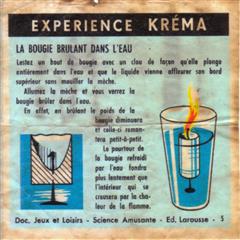 EXPERIENCE KRÉMA
LA BOUGIE BRULANT DANS L'EAU
Lestez un bout de bougie avec un clou de façon qu'elle plonge
entièrement dans l'eau et que le liquide vienne affleurer son bord
supérieur sans mouiller la mèche.
Allumez la mèche et vous verrez la
bougie brûler dans l'eau.
En effet, en brûlant le poids de la
bougie diminuera
et celle-ci remon-
tera petit-à-petit.
Le pourtour de
la bougie refroidi
par l'eau fondra
plus lentement que
l'intérieur qui se
creusera par la cha-
leur de la flamme.
Doc. Jeux et Loisirs - Science Amusante - Ed. Larousse - 5